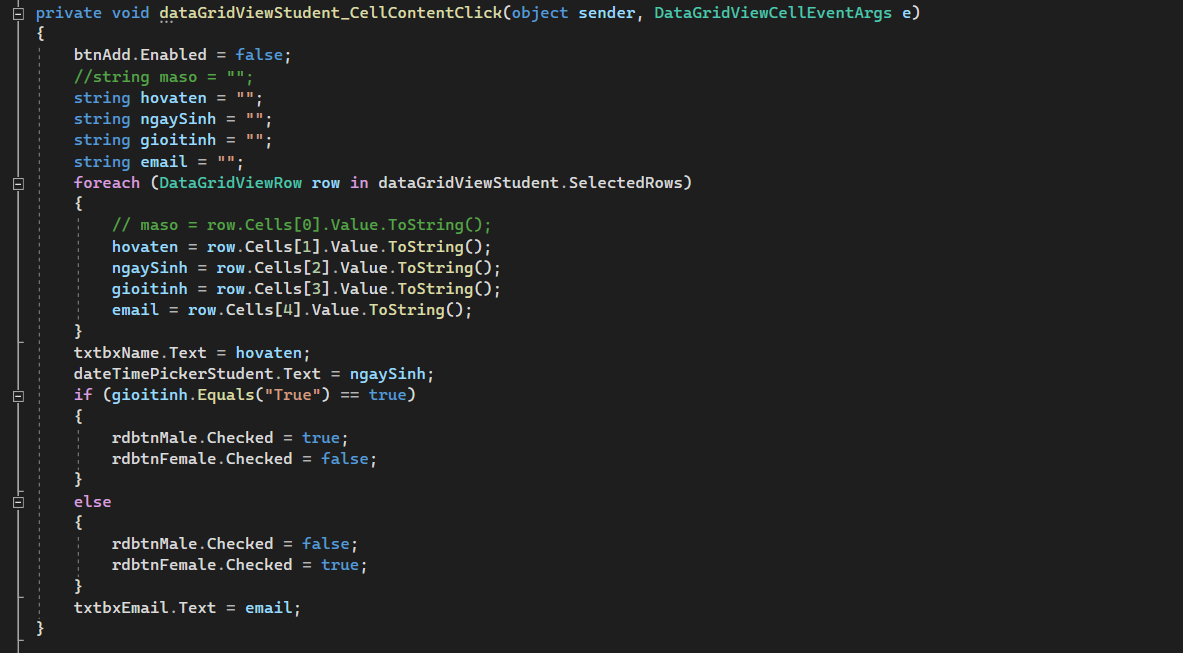 private void dataGridViewStudent_CellContentClick(object sender, DataGridViewCellEventArgs e)
{
    btnAdd.Enabled = false;
    //string maso = "";
    string hovaten = "";
    string ngaySinh = "";
    string gioitinh = "";
    string email = "";
    foreach (DataGridViewRow row in dataGridViewStudent.SelectedRows)
    {
        // maso = row.Cells[0].Value.ToString();
        hovaten = row.Cells[1].Value.ToString();
        ngaySinh = row.Cells[2].Value.ToString();
        gioitinh = row.Cells[3].Value.ToString();
        email = row.Cells[4].Value.ToString();
    }
    txtbxName.Text = hovaten;
    dateTimePickerStudent.Text = ngaySinh;
    if (gioitinh.Equals("True") == true)
    {
        rdbtnMale.Checked = true;
        rdbtnFemale.Checked = false;
    }
    else
    {
        rdbtnMale.Checked = false;
        rdbtnFemale.Checked = true;
    }
    txtbxEmail.Text = email;
}